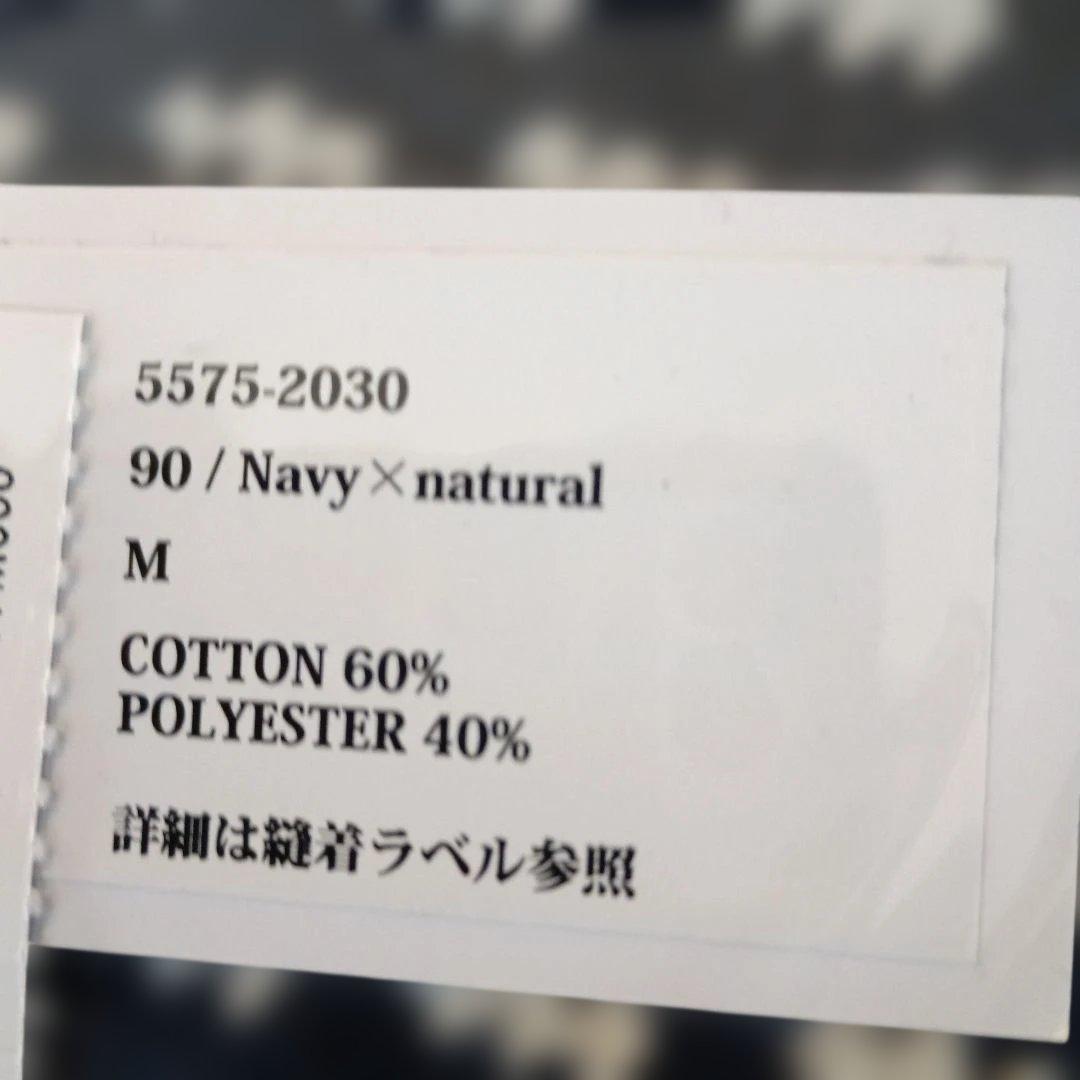 5575-2030
90 / Navy×natural
M
COTTON 60%
POLYESTER 40%
詳細は縫着ラベル参照